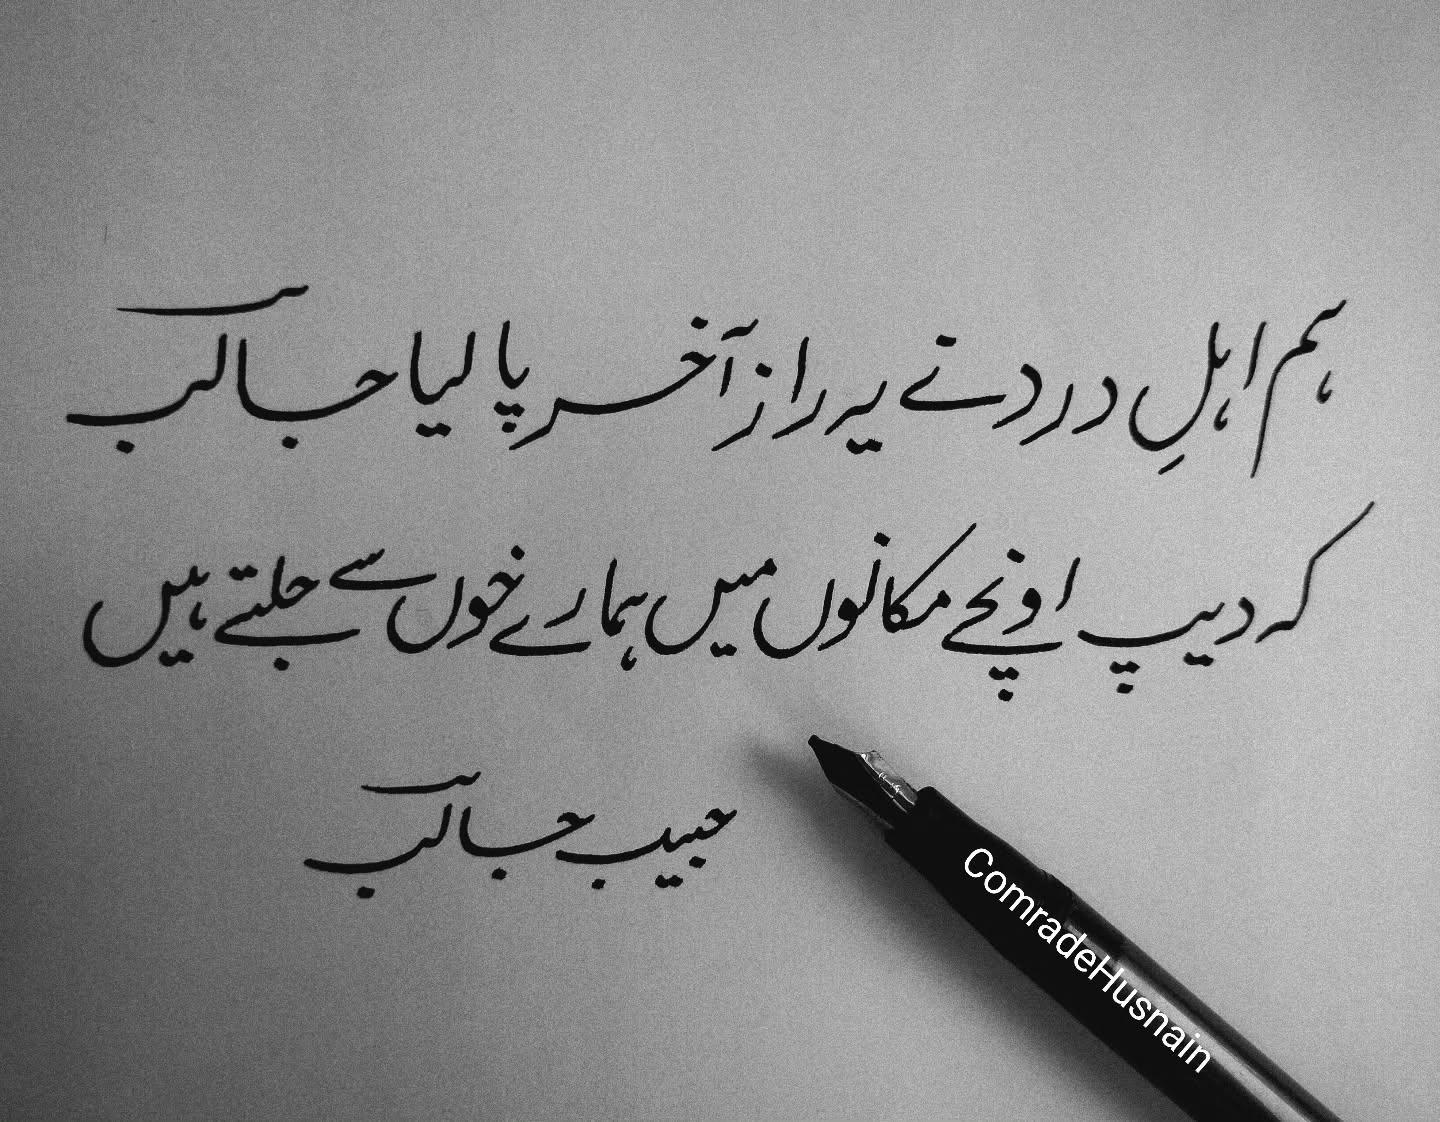 ہم اہلِ درد نے یہ راز آخر پا لیا جالب
کہ دیپ اونچے مکانوں میں ہمارے خوں سے جلتے ہیں
حبیب جالب
ComradeHusnain